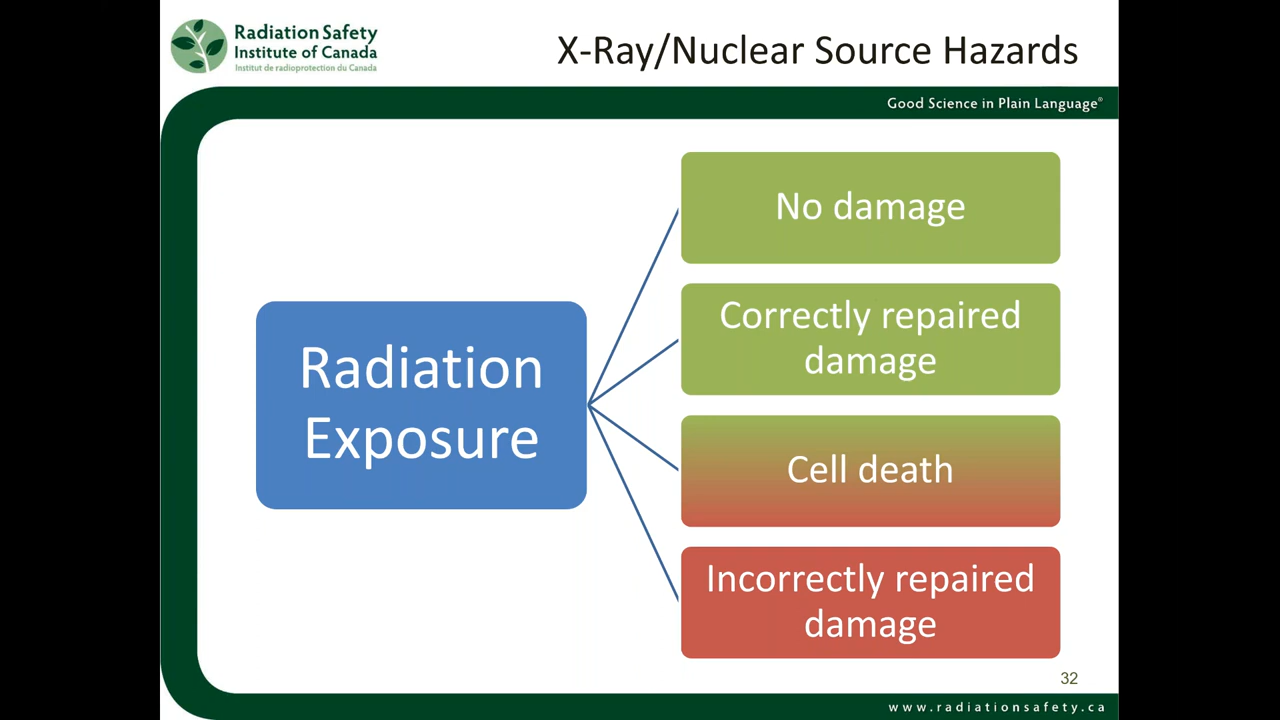 Radiation Safety
Institute of Canada
Institut de radioprotection du Canada
X-Ray/Nuclear Source Hazards
Good Science in Plain Language®
Radiation
Exposure
No damage
Correctly repaired
damage
Cell death
Incorrectly repaired
damage
32
www.radiationsafety.ca